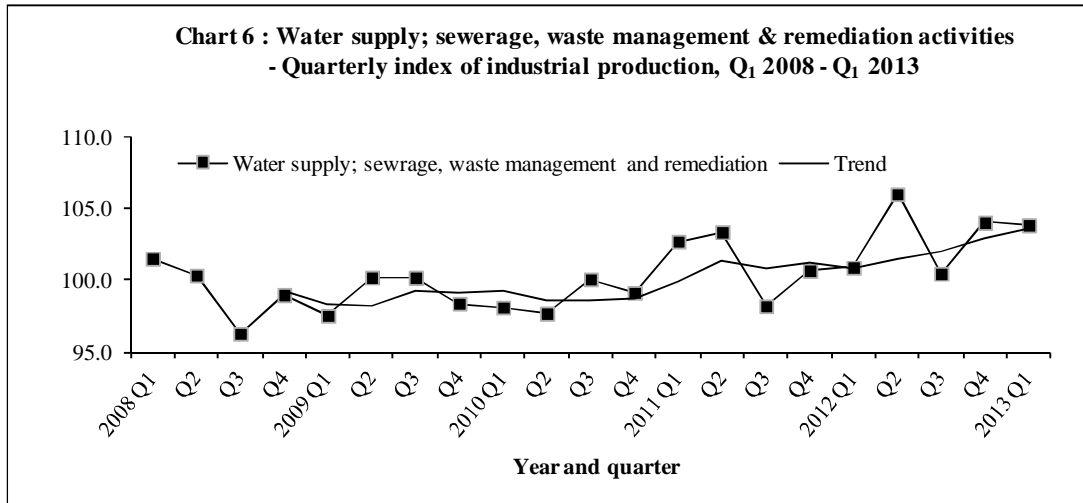 Chart 6 : Water supply; sewerage, waste management & remediation activities
- Quarterly index of industrial production, Q1 2008 - Q1 2013
110.0
Water supply; sewrage, waste management and remediation
Trend
105.0
100.0
95.0
2008 Q1
Q2
Q3
Q4
2009 Q1
Q2
Q3
Q4
2010 Q1
Q2
Q3
Q4
2011 Q1
Q2
Q3
Q4
2012 Q1
Q2
Q3
Q4
2013 Q1
Year and quarter